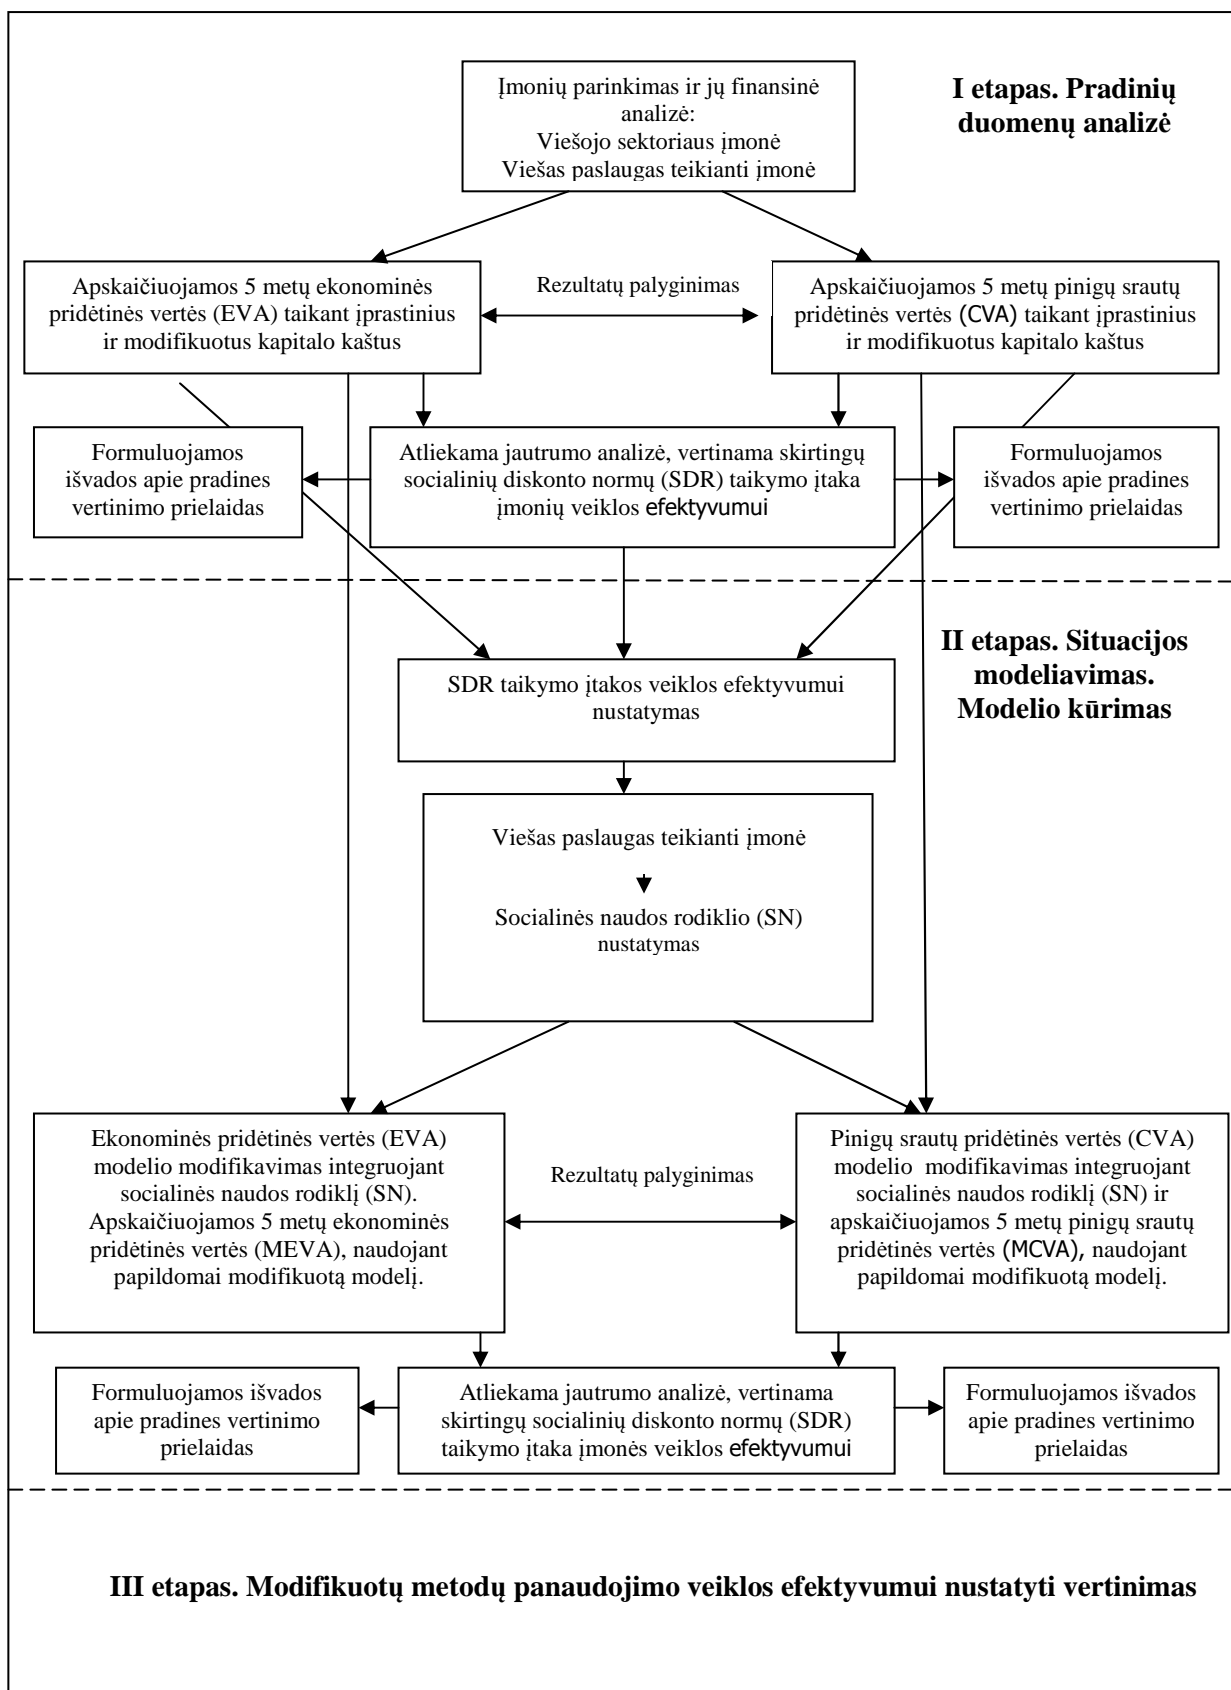 Įmonių parinkimas ir jų finansinė
analizė:
Viešojo sektoriaus įmonė
Viešas paslaugas teikianti įmonė
I etapas. Pradinių
duomenų analizė
Apskaičiuojamos 5 metų ekonominės
pridėtinės vertės (EVA) taikant įprastinius
ir modifikuotus kapitalo kaštus
Rezultatų palyginimas
Apskaičiuojamos 5 metų pinigų srautų
pridėtinės vertės (CVA) taikant įprastinius
ir modifikuotus kapitalo kaštus
Formuluojamos
išvados apie pradines
vertinimo prielaidas
Atliekama jautrumo analizė, vertinama skirtingų
socialinių diskonto normų (SDR) taikymo įtaka
įmonių veiklos efektyvumui
Formuluojamos
išvados apie pradines
vertinimo prielaidas
II etapas. Situacijos
modeliavimas.
Modelio kūrimas
SDR taikymo įtakos veiklos efektyvumui
nustatymas
Viešas paslaugas teikianti įmonė
Socialinės naudos rodiklio (SN)
nustatymas
Ekonominės pridėtinės vertės (EVA)
modelio modifikavimas integruojant
socialinės naudos rodiklį (SN).
Apskaičiuojamos 5 metų ekonominės
pridėtinės vertės (MEVA), naudojant
papildomai modifikuotą modelį.
Rezultatų palyginimas
Pinigų srautų pridėtinės vertės (CVA)
modelio modifikavimas integruojant
socialinės naudos rodiklį (SN) ir
apskaičiuojamos 5 metų pinigų srautų
pridėtinės vertės (MCVA), naudojant
papildomai modifikuotą modelį.
Formuluojamos išvados
apie pradines vertinimo
prielaidas
Atliekama jautrumo analizė, vertinama
skirtingų socialinių diskonto normų (SDR)
taikymo įtaka įmonės veiklos efektyvumui
Formuluojamos išvados
apie pradines vertinimo
prielaidas
III etapas. Modifikuotų metodų panaudojimo veiklos efektyvumui nustatyti vertinimas